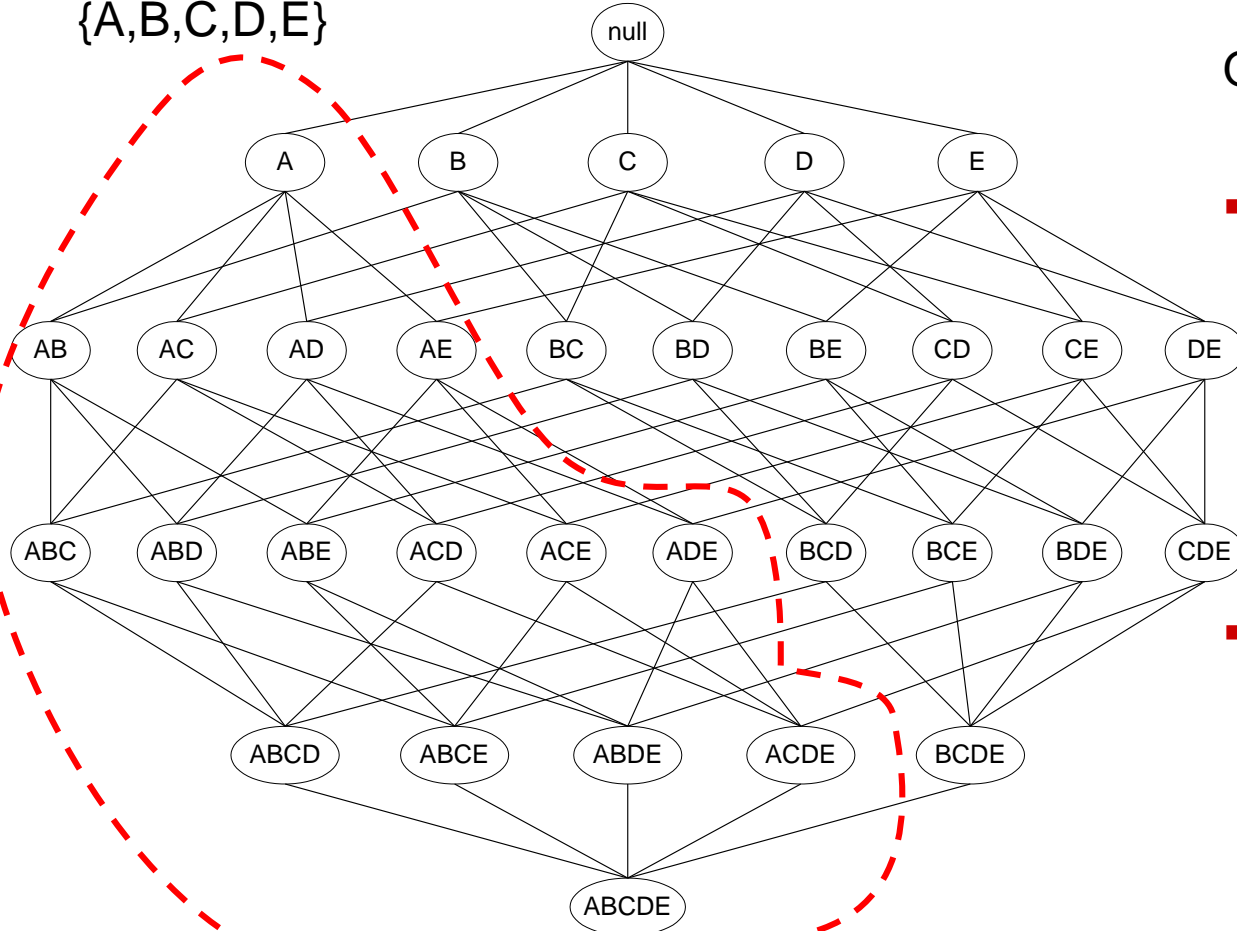 {A,B,C,D,E}
null
A B C D E
AB AC AD AE BC BD BE CD CE DE
ABC ABD ABE ACD ACE ADE BCD BCE BDE CDE
ABCD ABCE ABDE ACDE BCDE
ABCDE